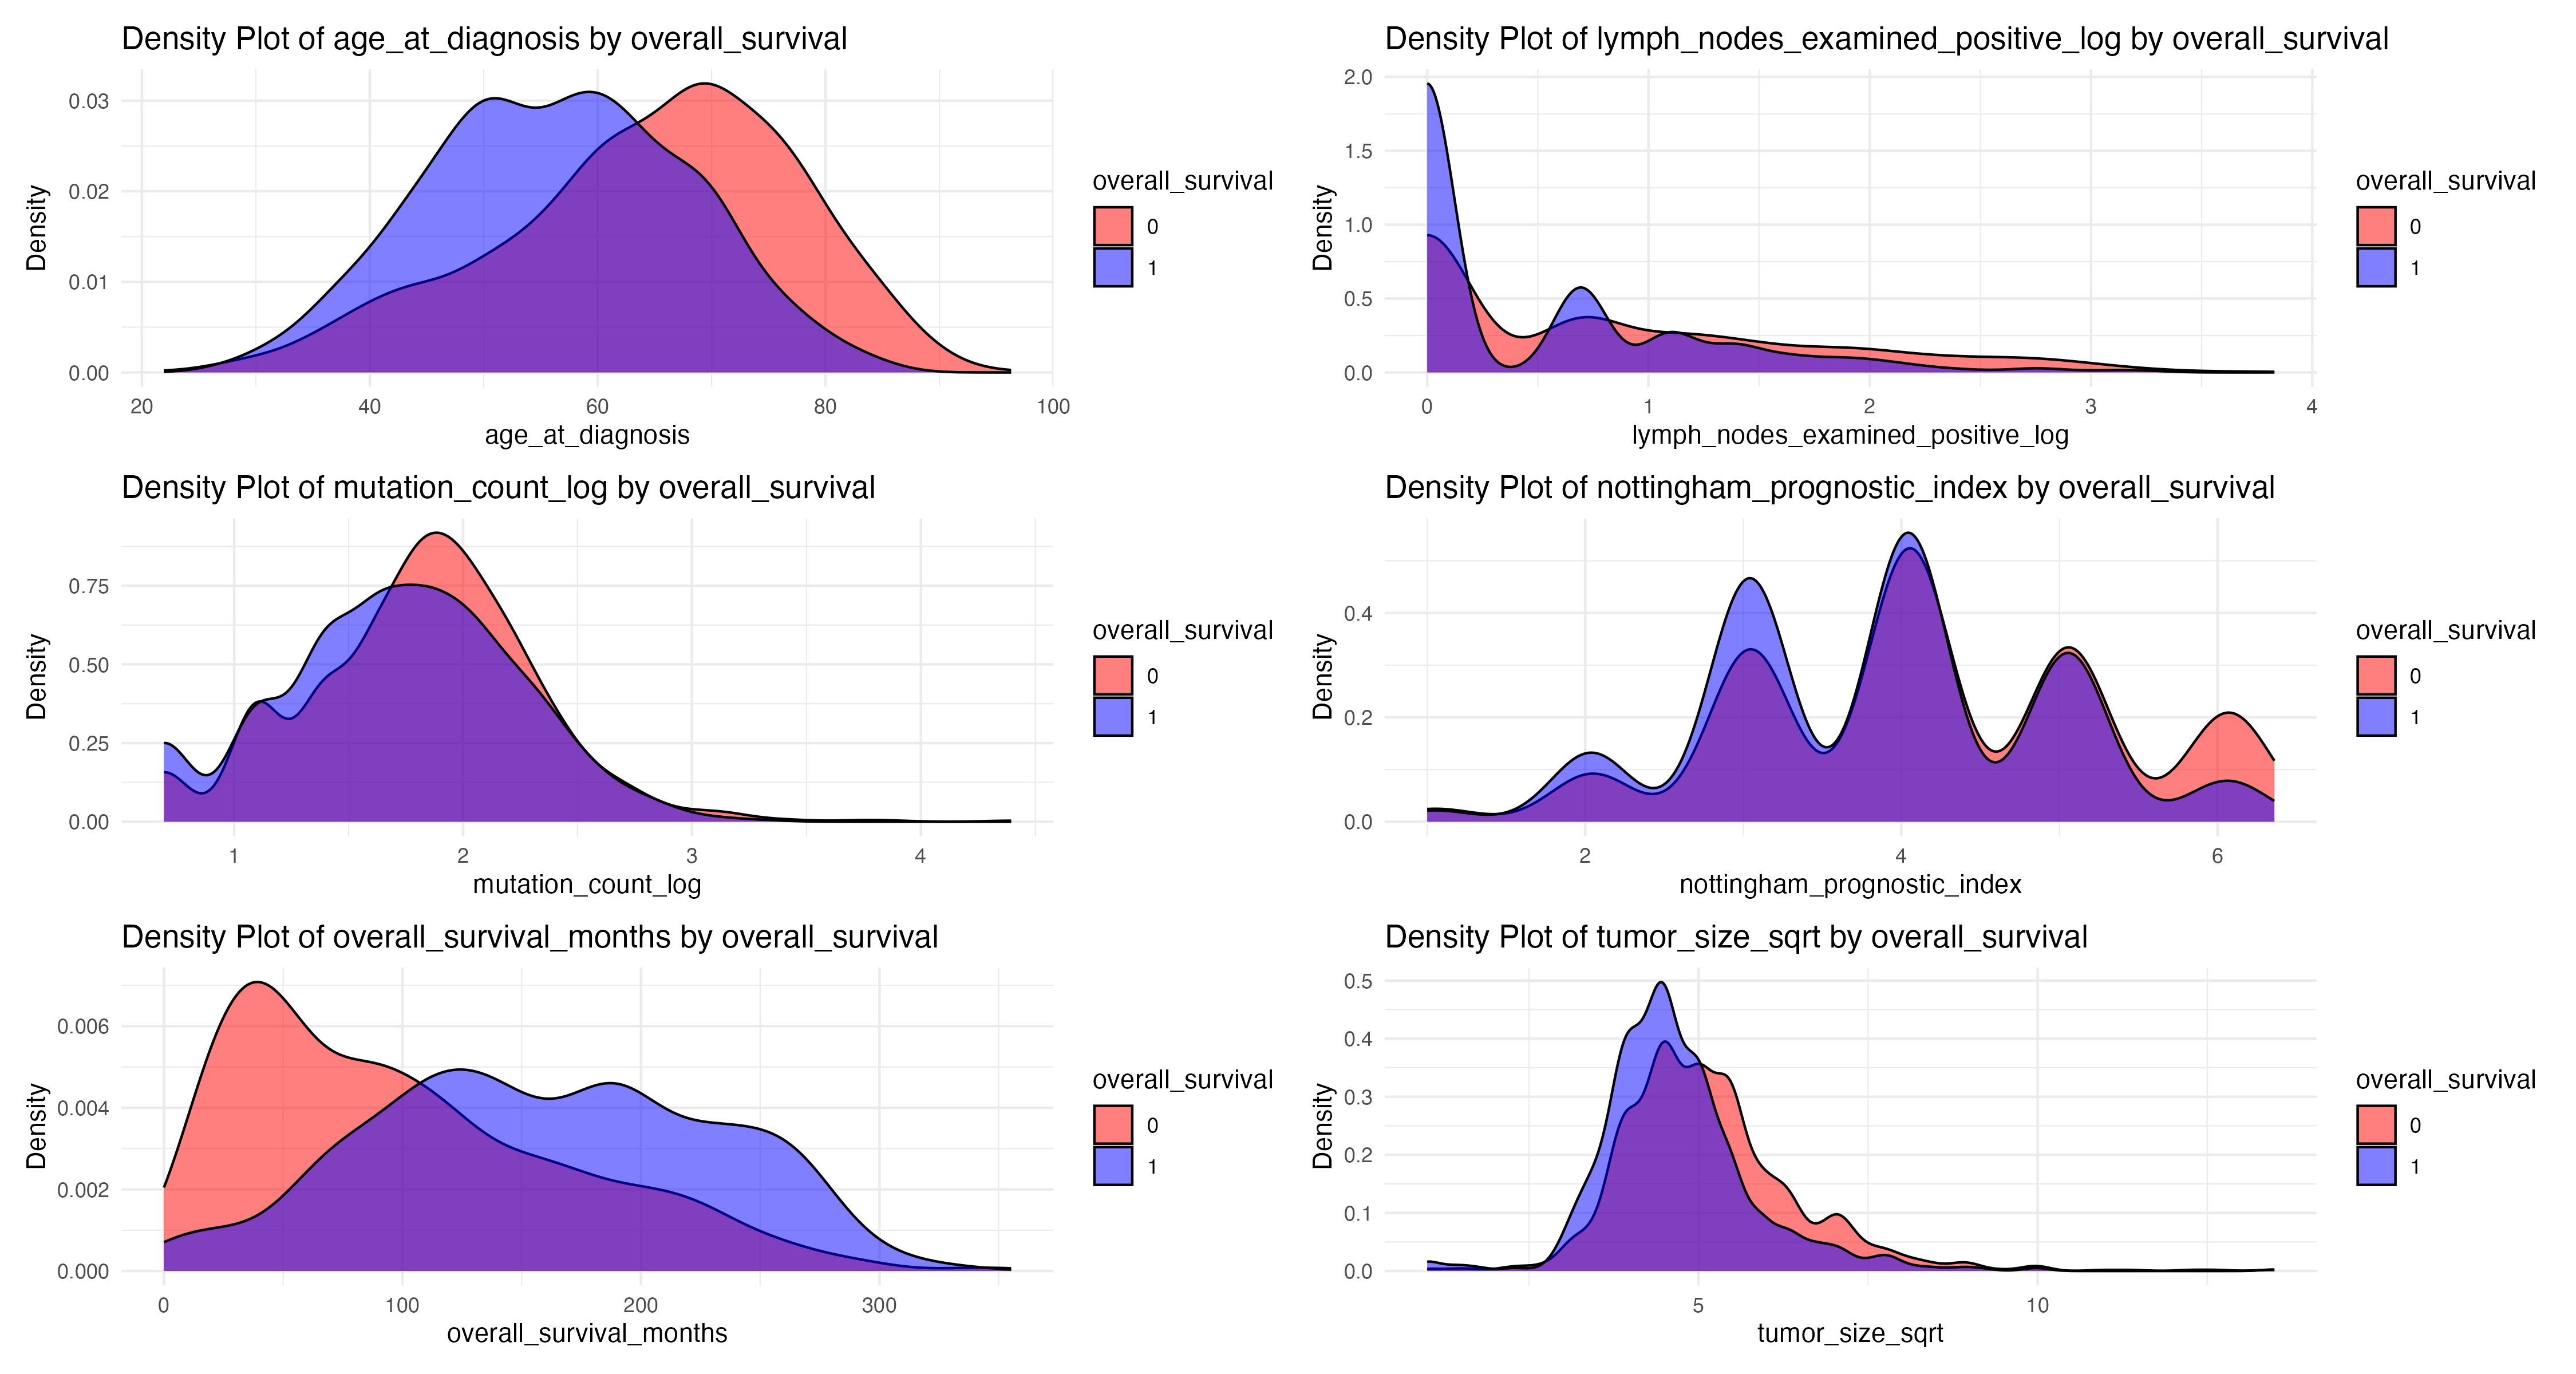 Density Plot of age_at_diagnosis by overall_survival
0.03
0.02
0.01
0.00
Density
20 40 60 80 100
age_at_diagnosis
overall_survival
0
1
Density Plot of lymph_nodes_examined_positive_log by overall_survival
2.0
1.5
1.0
0.5
0.0
Density
0 1 2 3 4
lymph_nodes_examined_positive_log
overall_survival
0
1
Density Plot of mutation_count_log by overall_survival
0.75
0.50
0.25
0.00
Density
1 2 3 4
mutation_count_log
overall_survival
0
1
Density Plot of nottingham_prognostic_index by overall_survival
0.4
0.2
0.0
Density
2 4 6
nottingham_prognostic_index
overall_survival
0
1
Density Plot of overall_survival_months by overall_survival
0.006
0.004
0.002
0.000
Density
0 100 200 300
overall_survival_months
overall_survival
0
1
Density Plot of tumor_size_sqrt by overall_survival
0.5
0.4
0.3
0.2
0.1
0.0
Density
5 10
tumor_size_sqrt
overall_survival
0
1